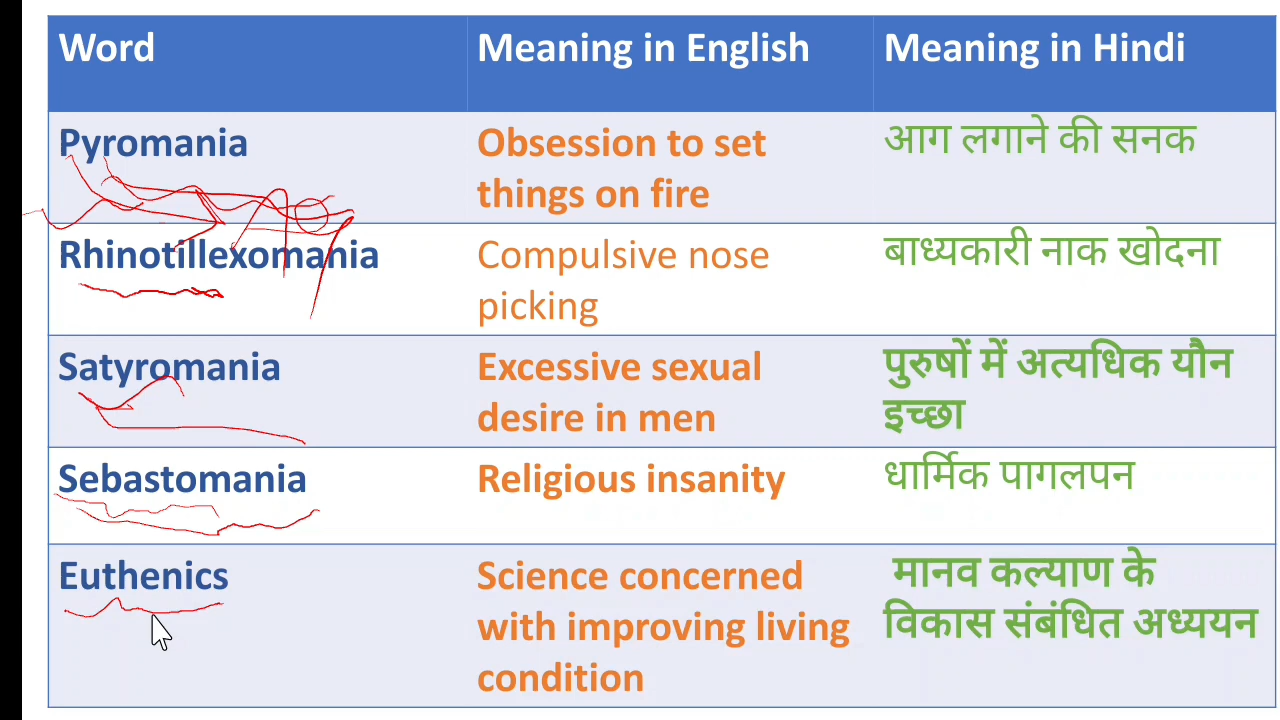 Word Meaning in English Meaning in Hindi
Pyromania Obsession to set आग लगाने की सनक
things on fire
Rhinotillexomania Compulsive nose बाध्यकारी नाक खोदना
picking
Satyromania Excessive sexual पुरुषों में अत्यधिक यौन
desire in men इच्छा
Sebastomania Religious insanity धार्मिक पागलपन
Euthenics Science concerned मानव कल्याण के
with improving living विकास संबंधित अध्ययन
condition